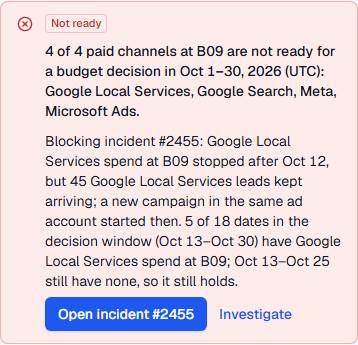 Not ready
4 of 4 paid channels at B09 are not ready for
a budget decision in Oct 1–30, 2026 (UTC):
Google Local Services, Google Search, Meta,
Microsoft Ads.
Blocking incident #2455: Google Local
Services spend at B09 stopped after Oct 12,
but 45 Google Local Services leads kept
arriving; a new campaign in the same ad
account started then. 5 of 18 dates in the
decision window (Oct 13–Oct 30) have Google
Local Services spend at B09; Oct 13–Oct 25
still have none, so it still holds.
Open incident #2455 Investigate